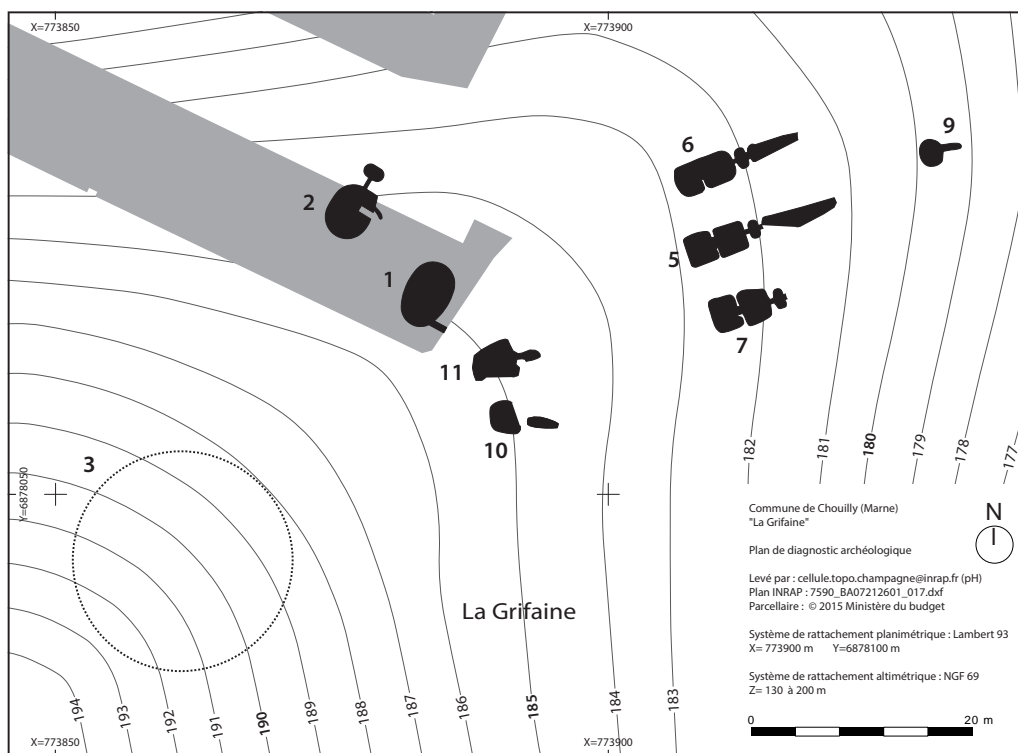 X=773850
X=773900
9
6
2
5
1
7
11
10
3
Y=6878050
182
181
180
179
178
177
Commune de Chouilly (Marne)
"La Grifaine"
N
Plan de diagnostic archéologique
Levé par : cellule.topo.champagne@inrap.fr (pH)
Plan INRAP : 7590_BA07212601_017.dxf
Parcellaire : © 2015 Ministère du budget
La Grifaine
Système de rattachement planimétrique : Lambert 93
X= 773900 m Y=6878100 m
Système de rattachement altimétrique : NGF 69
Z= 130 à 200 m
194
193
192
191
190
189
188
187
186
185
184
183
0 20 m
X=773850
X=773900